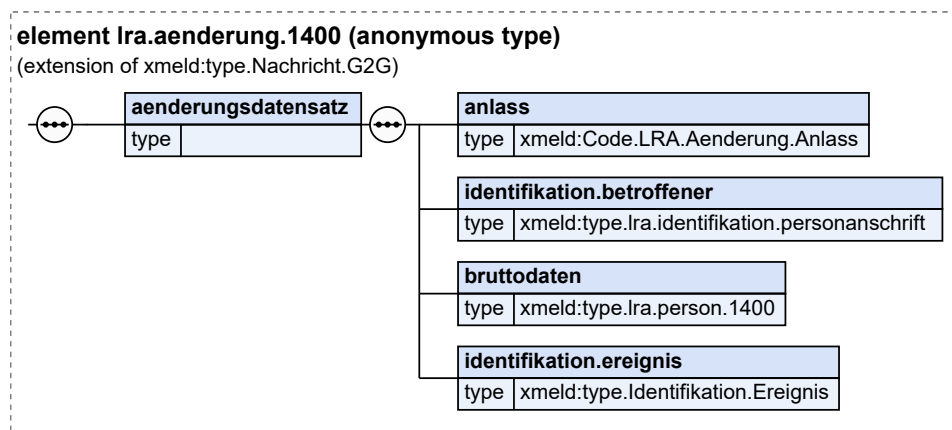 element lra.aenderung.1400 (anonymous type)
(extension of xmeld:type.Nachricht.G2G)
aenderungsdatensatz
type
anlass
type xmeld:Code.LRA.Aenderung.Anlass
identifikation.betroffener
type xmeld:type.lra.identifikation.personanschrift
bruttodaten
type xmeld:type.lra.person.1400
identifikation.ereignis
type xmeld:type.Identifikation.Ereignis